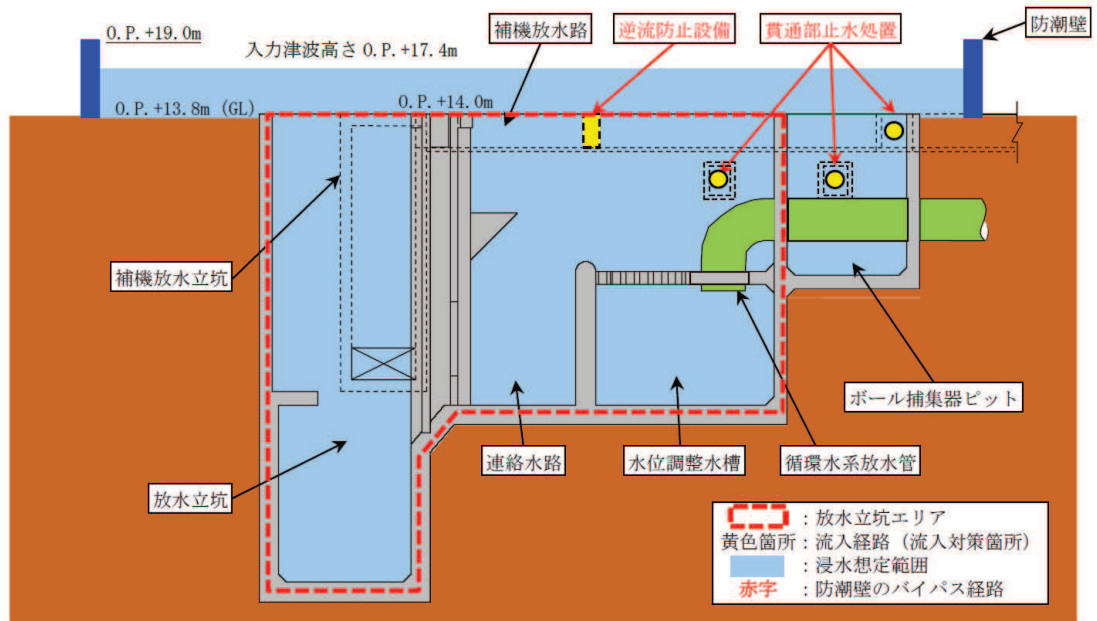 O.P.+19.0m
入力津波高さ O.P.+17.4m
補機放水路
逆流防止設備
貫通部止水処置
防潮壁
O.P.+13.8m (GL)
O.P.+14.0m
補機放水立坑
ボール捕集器ピット
連絡水路
水位調整水槽
循環水系放水管
放水立坑
：放水立坑エリア
黄色箇所：流入経路（流入対策箇所）
：浸水想定範囲
赤字：防潮壁のバイパス経路